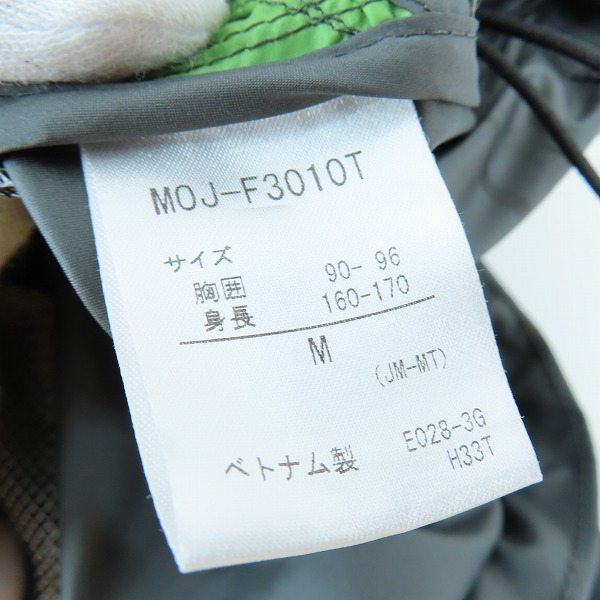 MOJ-F3010T
サイズ
胸囲 90- 96
身長 160-170
M
(JM-MT)
E028-3G
ベトナム製 H33T